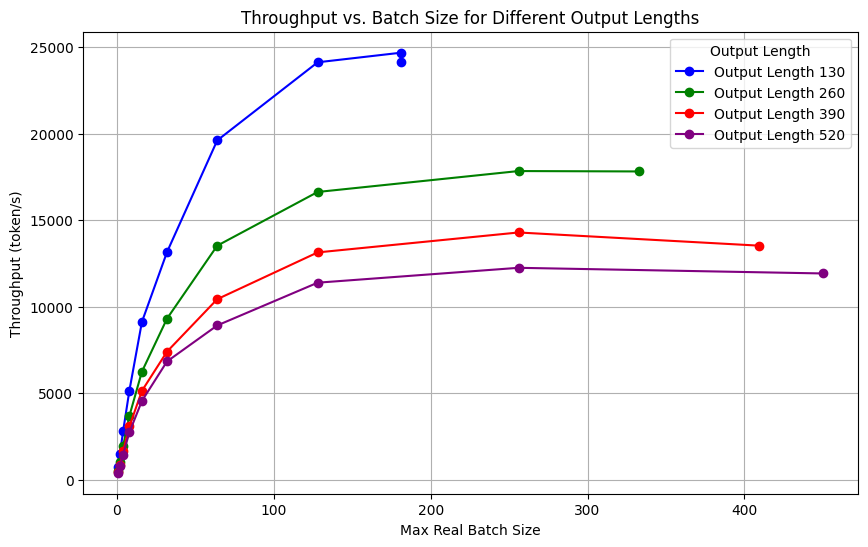 Throughput vs. Batch Size for Different Output Lengths
Throughput (token/s)
25000
20000
15000
10000
5000
0
0
100
200
300
400
Max Real Batch Size
Output Length
Output Length 130
Output Length 260
Output Length 390
Output Length 520